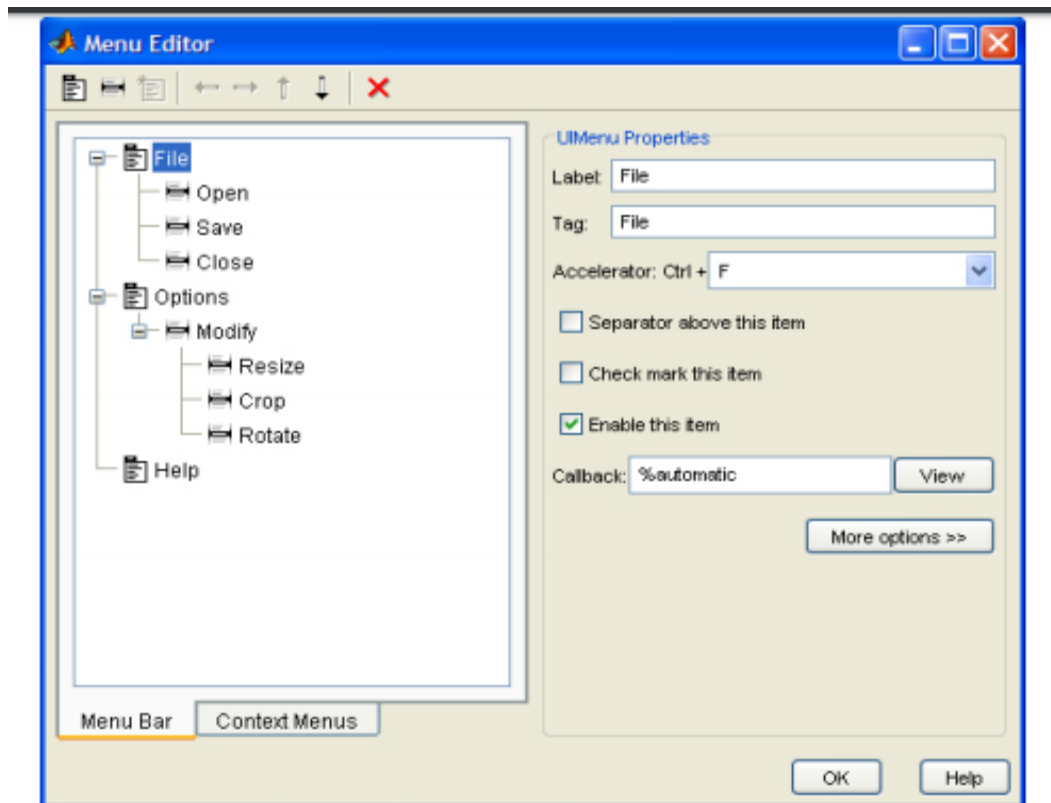 Menu Editor
File
Open
Save
Close
Options
Modify
Resize
Crop
Rotate
Help
Menu Bar
Context Menus
UIMenu Properties
Label: File
Tag: File
Accelerator: Ctrl + F
Separator above this item
Check mark this item
Enable this item
Callback: %automatic View
More options >>
OK Help